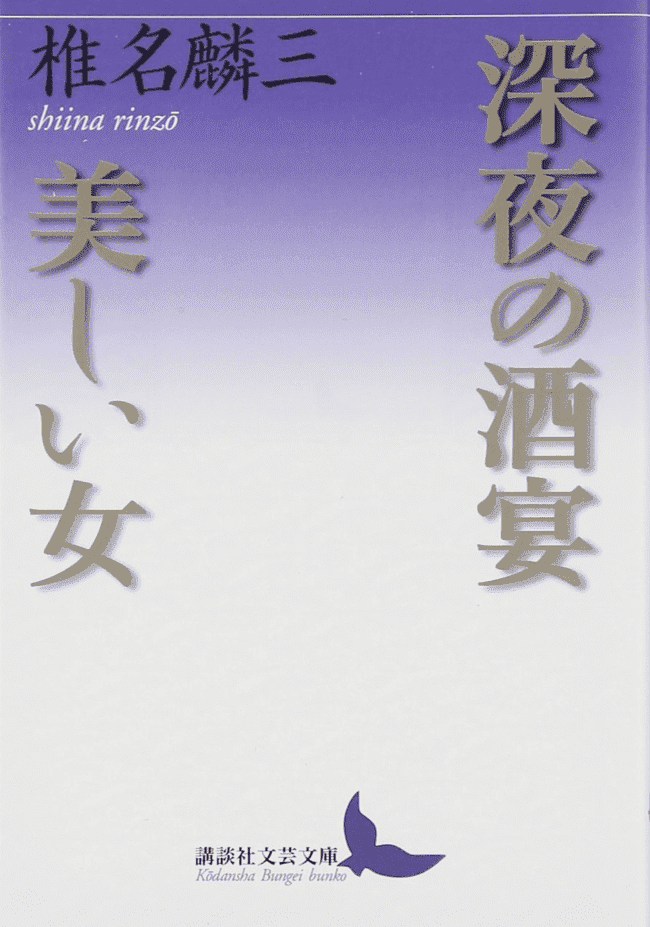 椎名麟三
shiina rinzō
深夜の酒宴
美しい女
講談社文芸文庫
Kōdansha Bungei bunko